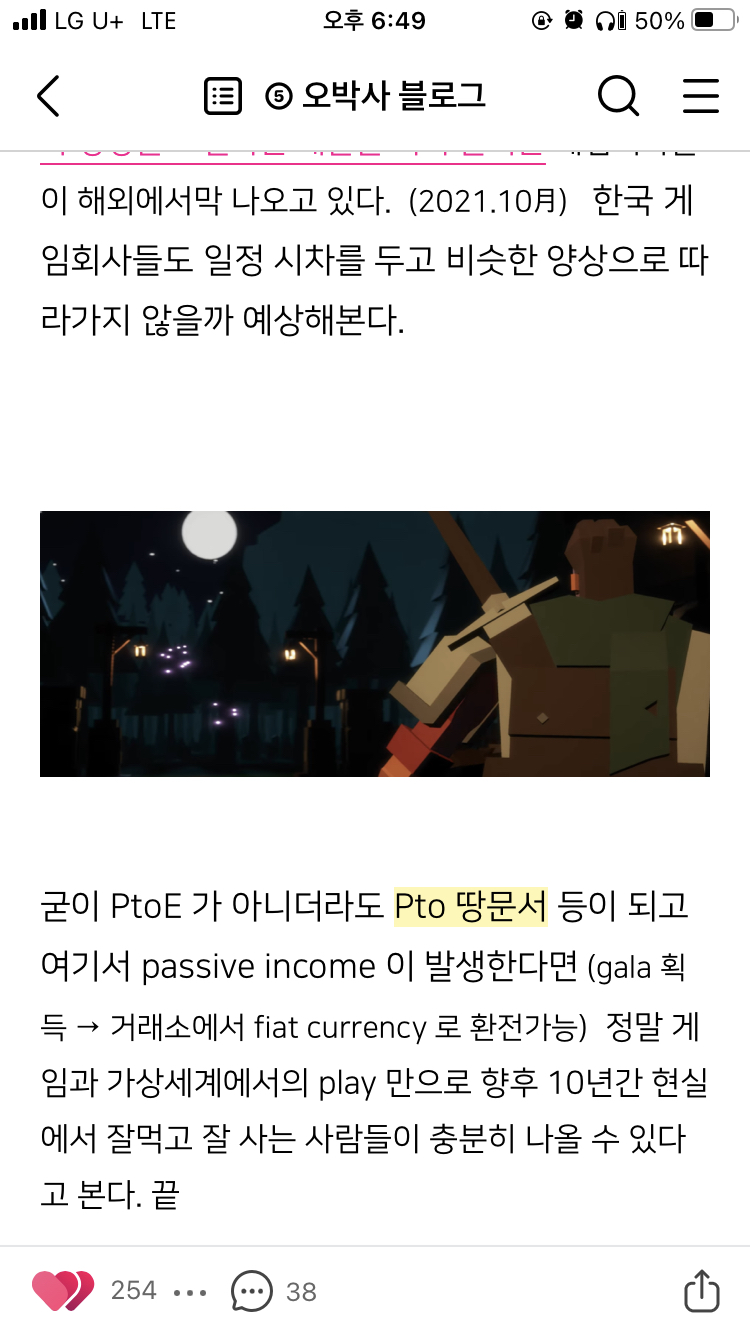 LG U+ LTE 오후 6:49 50%
⑤ 오박사 블로그
이 해외에서막 나오고 있다. (2021.10月) 한국 게
임회사들도 일정 시차를 두고 비슷한 양상으로 따
라가지 않을까 예상해본다.
굳이 PtoE 가 아니더라도 Pto 땅문서 등이 되고
여기서 passive income 이 발생한다면 (gala 획
득 → 거래소에서 fiat currency 로 환전가능) 정말 게
임과 가상세계에서의 play 만으로 향후 10년간 현실
에서 잘먹고 잘 사는 사람들이 충분히 나올 수 있다
고 본다. 끝
254 38